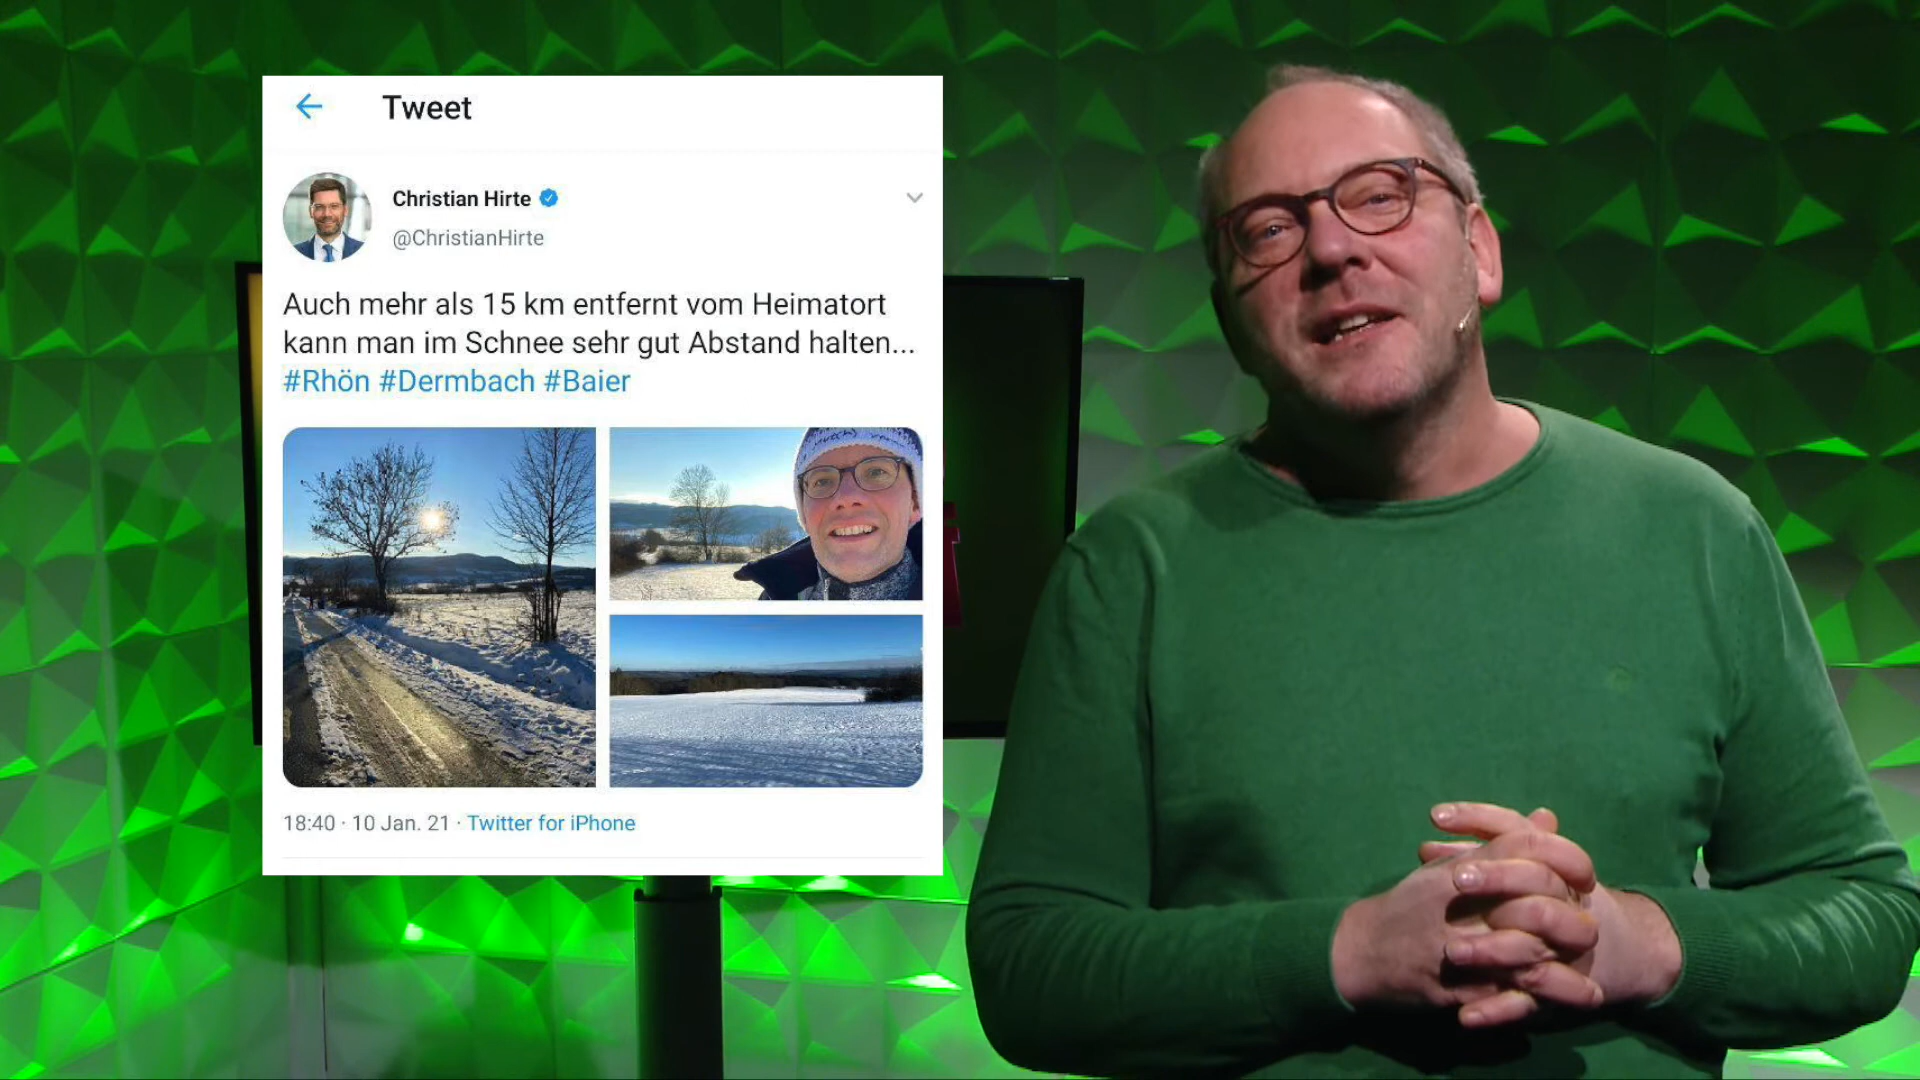 Tweet
Christian Hirte
@ChristianHirte
Auch mehr als 15 km entfernt vom Heimatort
kann man im Schnee sehr gut Abstand halten...
#Rhön #Dermbach #Baier
18:40 · 10 Jan. 21 · Twitter for iPhone